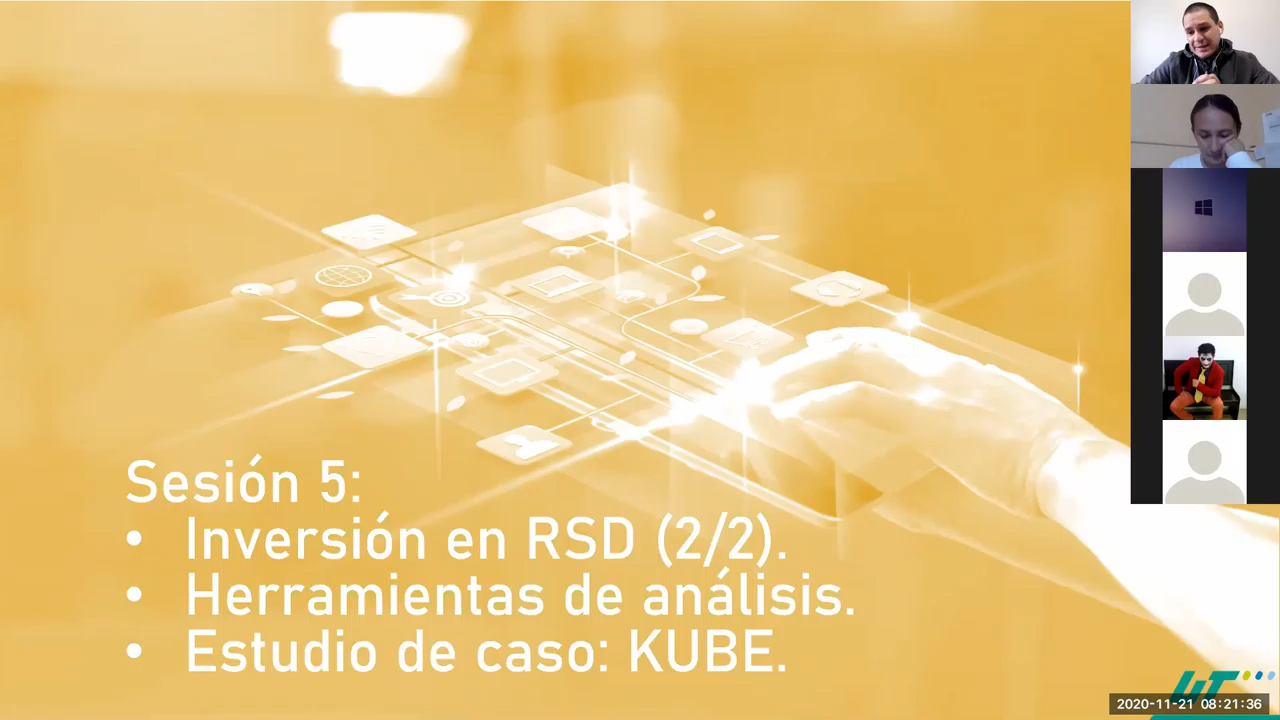 Sesión 5:
• Inversión en RSD (2/2).
• Herramientas de análisis.
• Estudio de caso: KUBE.
2020-11-21 08:21:36